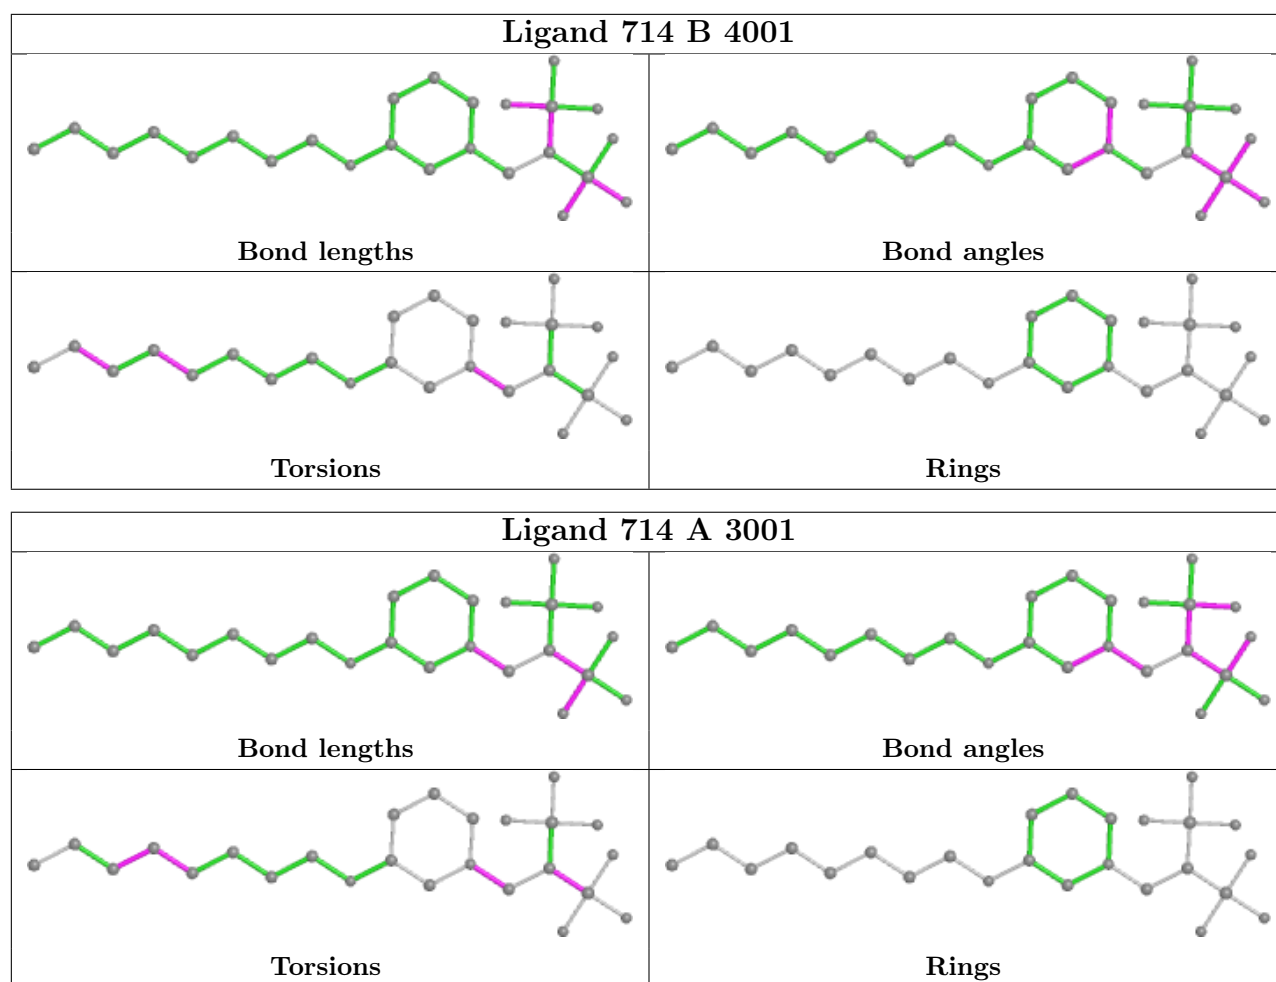 Ligand 714 B 4001
Bond lengths
Bond angles
Torsions
Rings
Ligand 714 A 3001
Bond lengths
Bond angles
Torsions
Rings